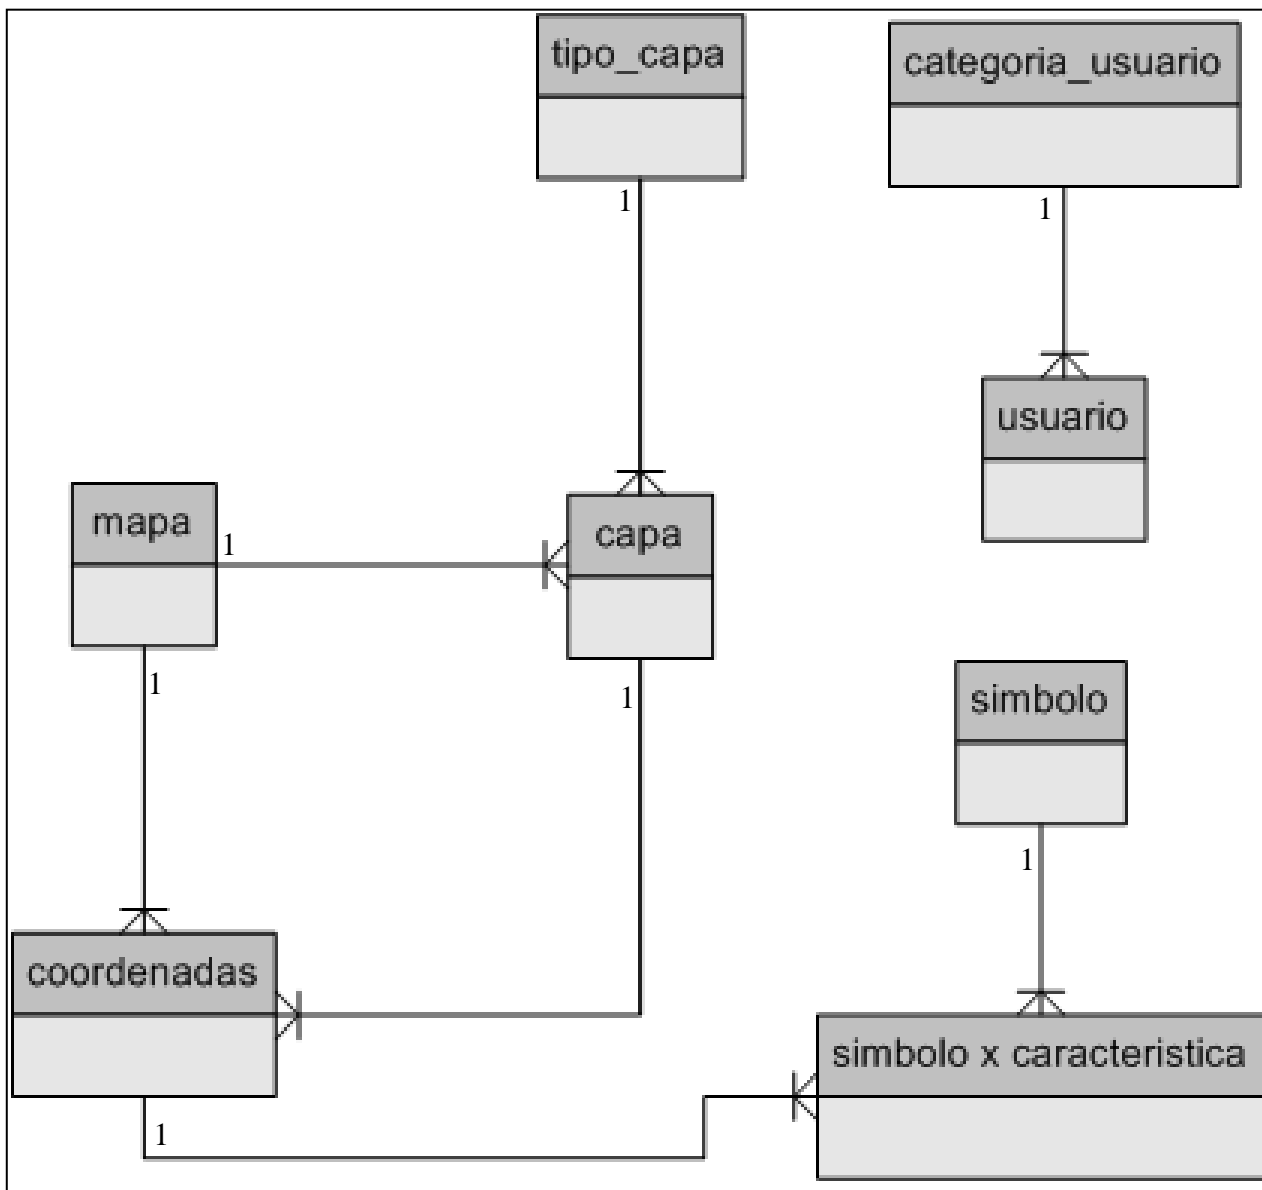 tipo_capa
categoria_usuario
1
1
usuario
mapa
capa
1
1
1
simbolo
1
coordenadas
simbolo x caracteristica
1